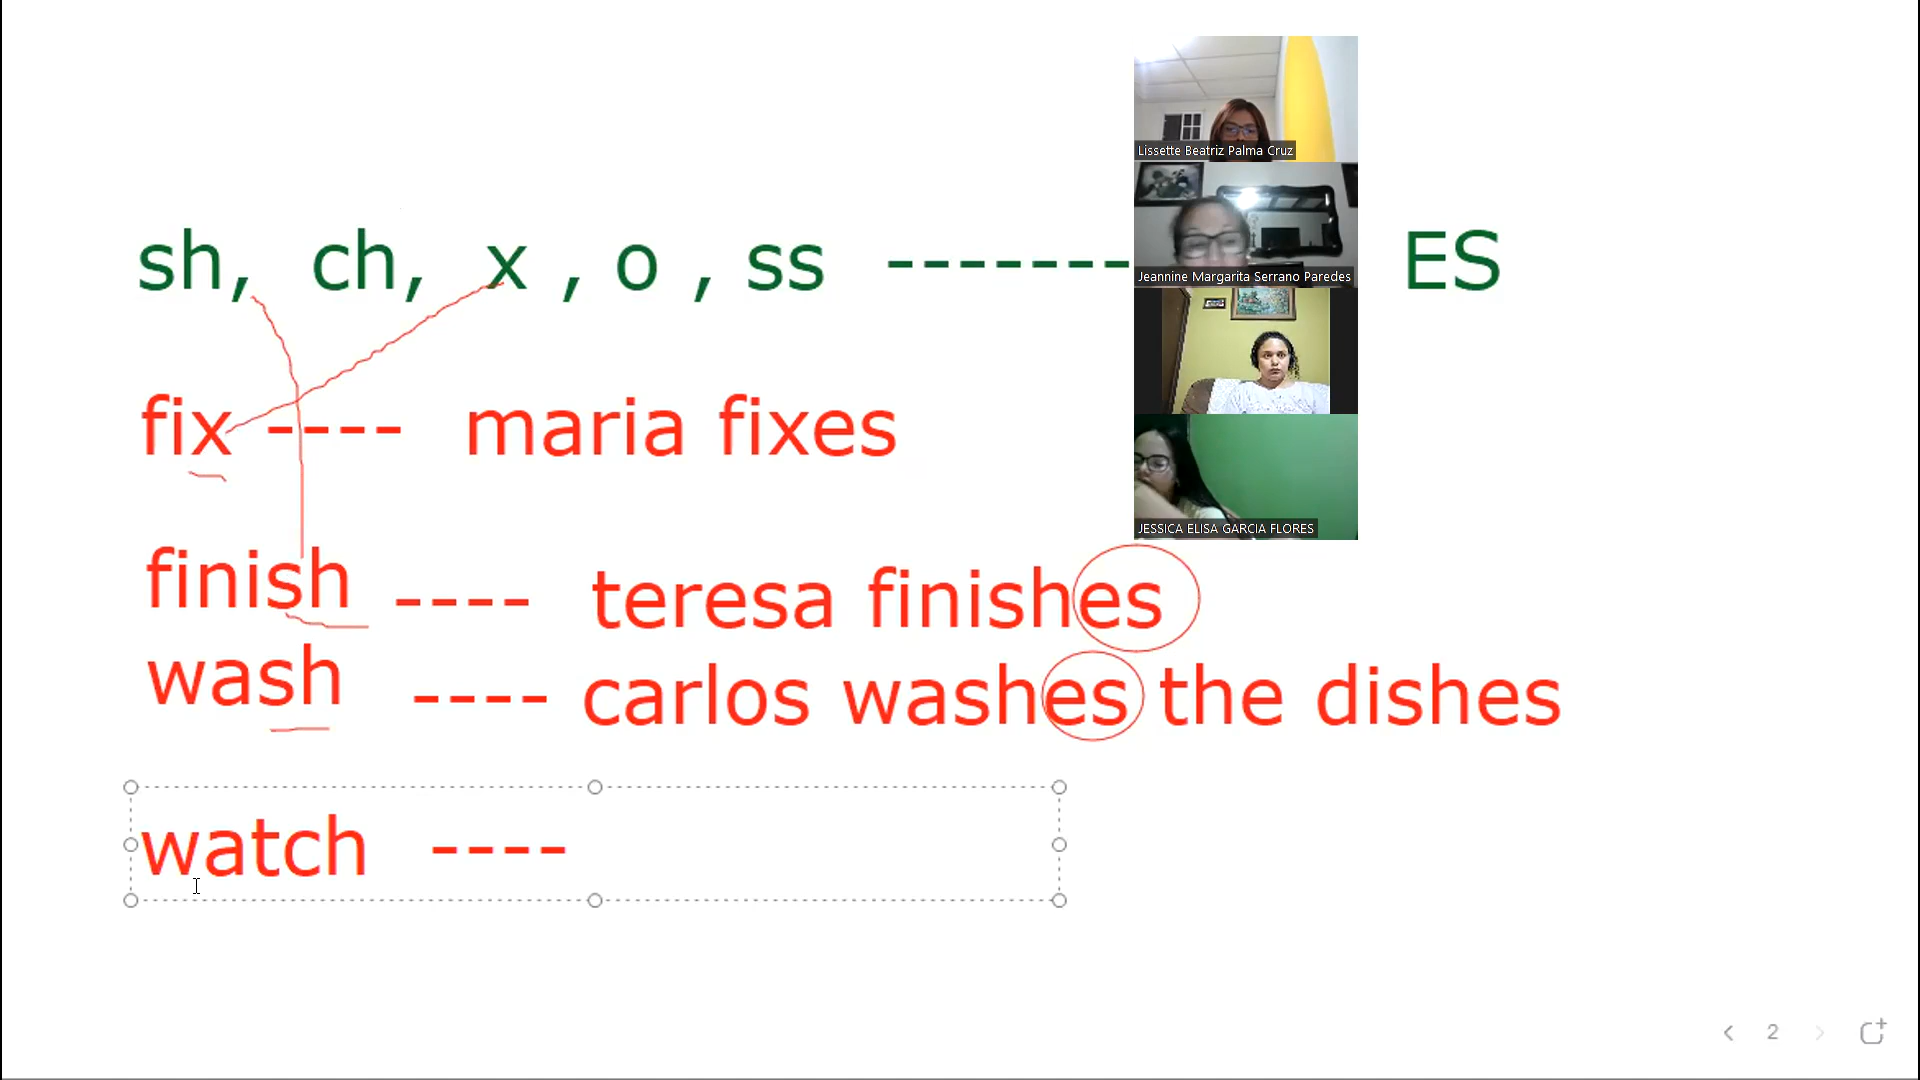 Lissette Beatriz Palma Cruz
Jeannine Margarita Serrano Paredes
sh, ch, x , o , ss ------- ES
fix ---- maria fixes
JESSICA ELISA GARCIA FLORES
finish ---- teresa finishes
wash ---- carlos washes the dishes
watch ----
2